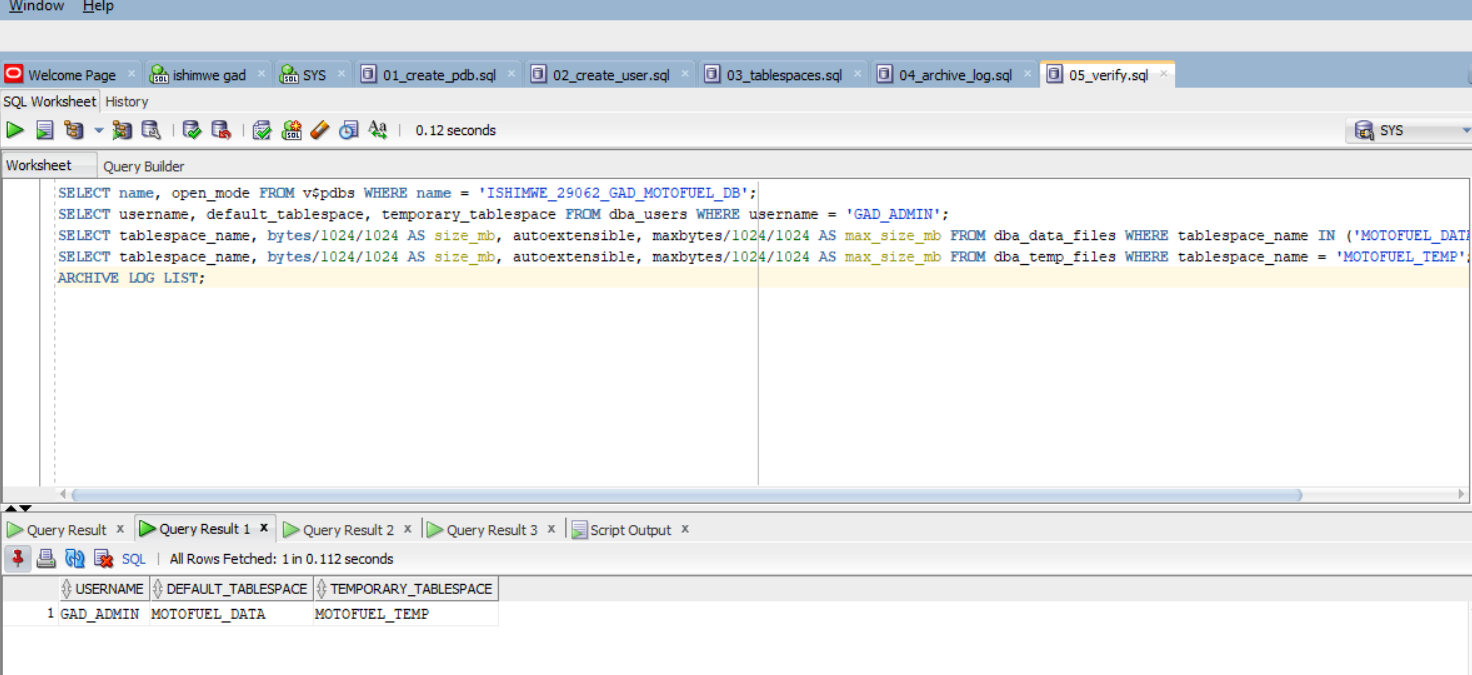 Window Help
Welcome Page × ishimwe gad × SYS × 01_create_pdb.sql × 02_create_user.sql × 03_tablespaces.sql × 04_archive_log.sql × 05_verify.sql ×
SQL Worksheet History
0.12 seconds SYS
Worksheet Query Builder
SELECT name, open_mode FROM v$pdbs WHERE name = 'ISHIMWE_29062_GAD_MOTOFUEL_DB';
SELECT username, default_tablespace, temporary_tablespace FROM dba_users WHERE username = 'GAD_ADMIN';
SELECT tablespace_name, bytes/1024/1024 AS size_mb, autoextensible, maxbytes/1024/1024 AS max_size_mb FROM dba_data_files WHERE tablespace_name IN ('MOTOFUEL_DATA
SELECT tablespace_name, bytes/1024/1024 AS size_mb, autoextensible, maxbytes/1024/1024 AS max_size_mb FROM dba_temp_files WHERE tablespace_name = 'MOTOFUEL_TEMP';
ARCHIVE LOG LIST;
Query Result x Query Result 1 x Query Result 2 x Query Result 3 x Script Output x
SQL | All Rows Fetched: 1 in 0.112 seconds
USERNAME DEFAULT_TABLESPACE TEMPORARY_TABLESPACE
1 GAD_ADMIN MOTOFUEL_DATA MOTOFUEL_TEMP